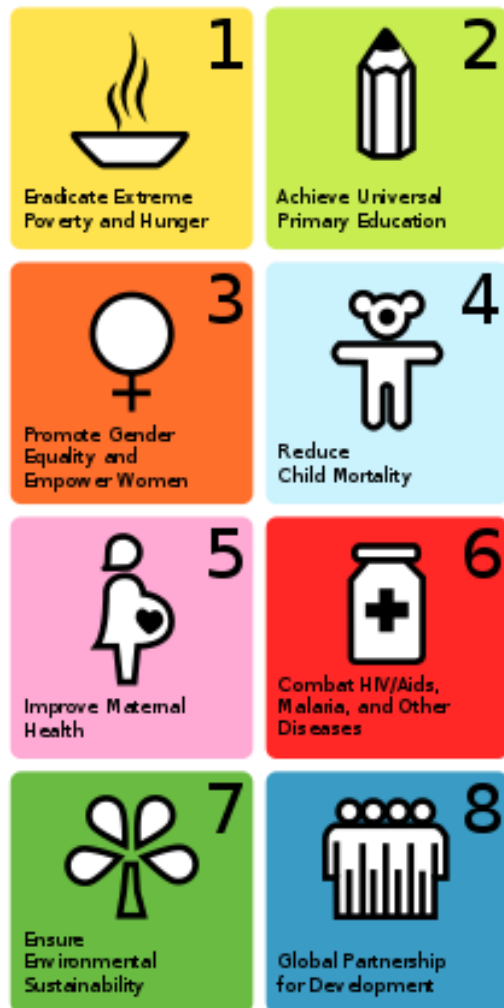 1
Eradicate Extreme
Poverty and Hunger
2
Achieve Universal
Primary Education
3
Promote Gender
Equality and
Empower Women
4
Reduce
Child Mortality
5
Improve Maternal
Health
6
Combat HIV/Aids,
Malaria, and Other
Diseases
7
Ensure
Environmental
Sustainability
8
Global Partnership
for Development